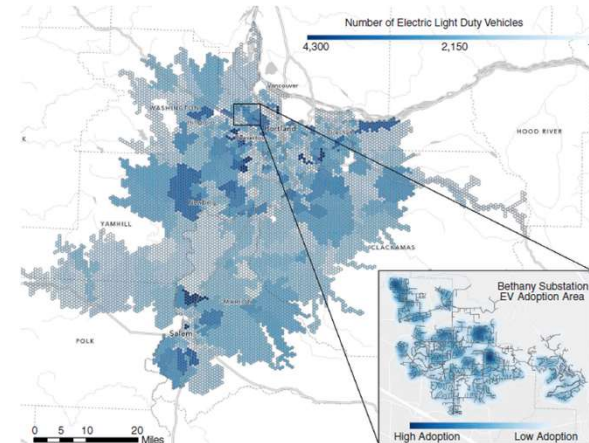 Number of Electric Light Duty Vehicles
4,300
2,150
Vancouver
WASHINGTON
HOOD RIVER
YAMHILL
CLACKAMAS
Bethany Substation
EV Adoption Area
Salem
POLK
0 5 10 20
Miles
High Adoption
Low Adoption